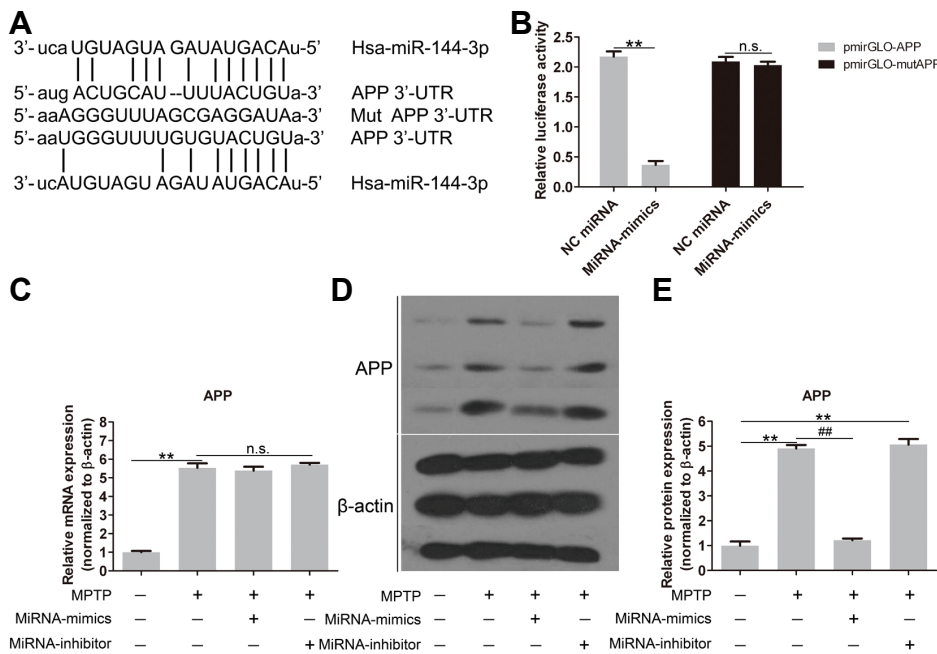 A
3'- uca UGUAGUA GAUAUGACAu-5' Hsa-miR-144-3p
5'- aug ACUGCAU --UUUACUGUa-3' APP 3'-UTR
5'- aaAGGGUUUAGCGAGGAUAa-3' Mut APP 3'-UTR
5'- aaUGGGUUUUGUGUACUGUa-3' APP 3'-UTR
3'- ucAUGUAGU AGAUAUGACAu-5' Hsa-miR-144-3p
B
Relative luciferase activity
2.5
2.0
1.5
1.0
0.5
0.0
**
n.s.
NC miRNA
MiRNA-mimics
NC miRNA
MiRNA-mimics
pmirGLO-APP
pmirGLO-mutAPP
C
APP
Relative mRNA expression
(normalized to β-actin)
8
7
6
5
4
3
2
1
0
**
n.s.
MPTP – + + +
MiRNA-mimics – – + –
MiRNA-inhibitor – – – +
D
APP
β-actin
MPTP – + + +
MiRNA-mimics – – + –
MiRNA-inhibitor – – – +
E
APP
Relative protein expression
(normalized to β-actin)
6
5
4
3
2
1
0
**
**
##
MPTP – + + +
MiRNA-mimics – – + –
MiRNA-inhibitor – – – +